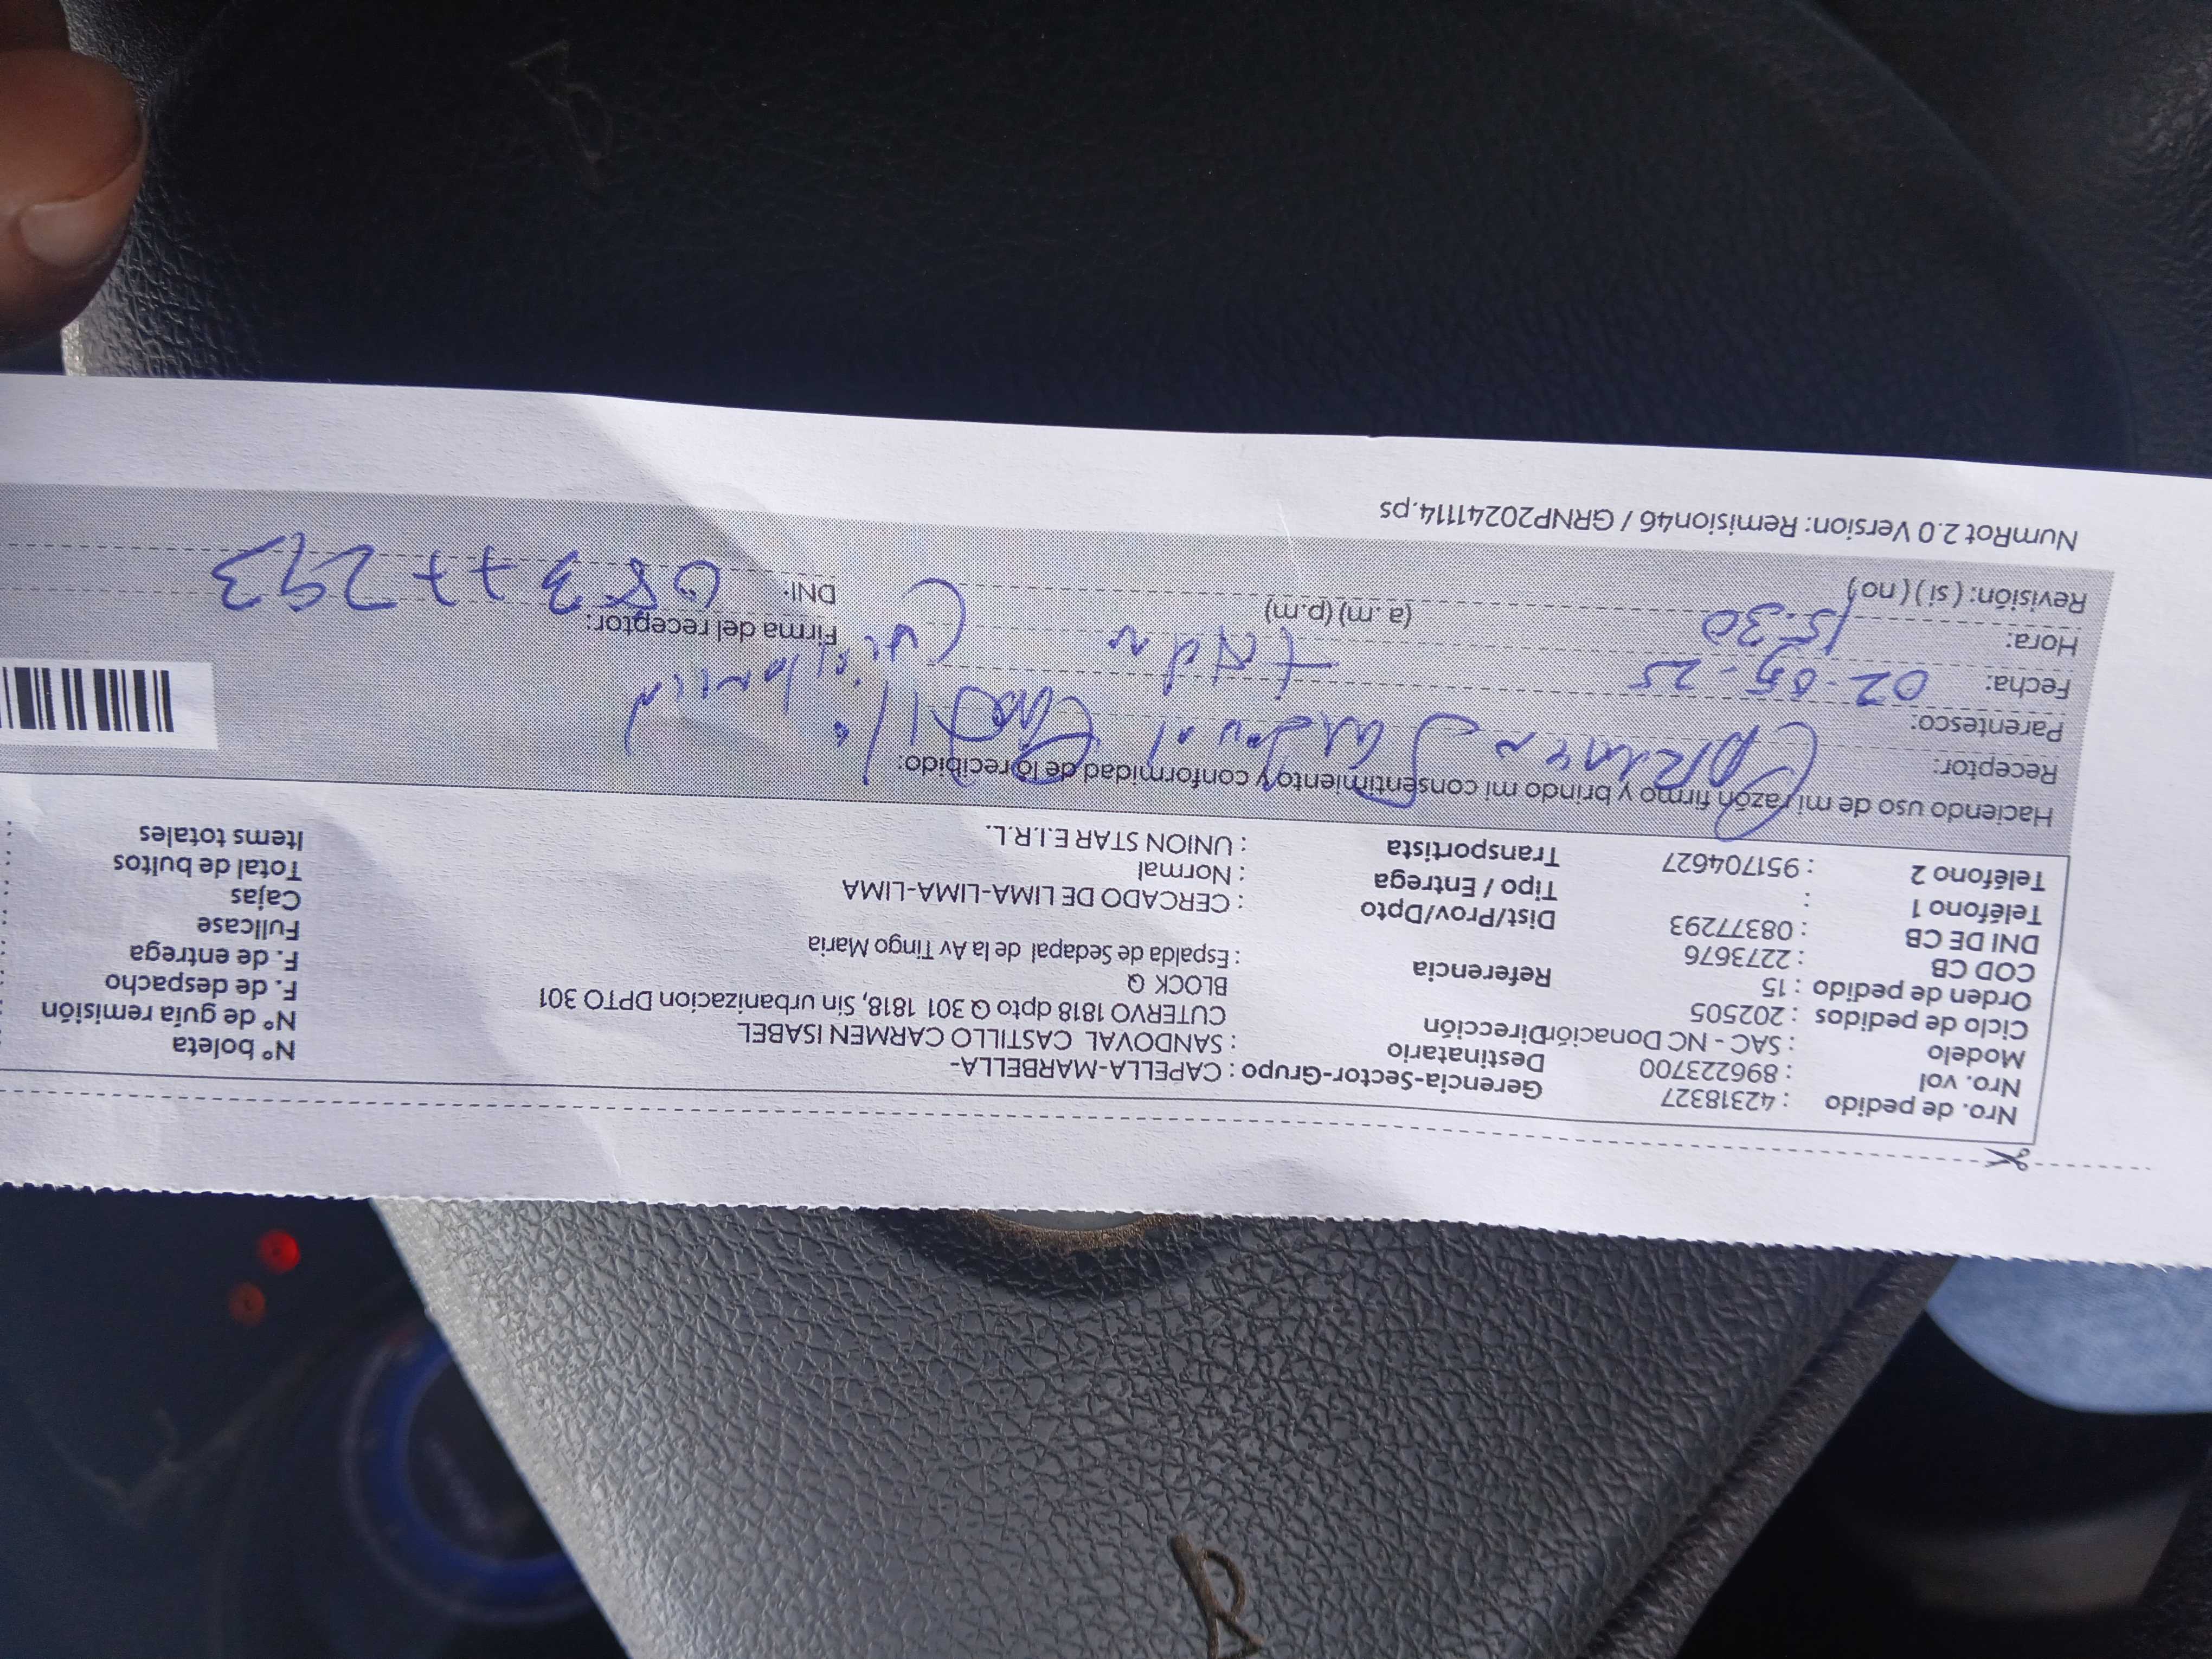 Nro. de pedido : 42318327
Nro. vol : 896223700
Modelo : SAC - NC Donación
Ciclo de pedidos : 202505
Orden de pedido : 15
COD CB : 2273676
DNI DE CB : 08377293
Teléfono 1 :
Teléfono 2 : 951704627
Gerencia-Sector-Grupo : CAPELLA-MARBELLA-
Destinatario : SANDOVAL CASTILLO CARMEN ISABEL
Dirección CUTERVO 1818 dpto Q 301 1818, Sin urbanizacion DPTO 301
BLOCK Q
Referencia : Espalda de Sedapal de la Av Tingo Maria
Dist/Prov/Dpto : CERCADO DE LIMA-LIMA-LIMA
Tipo / Entrega : Normal
Transportista : UNION STAR E.I.R.L.
N° boleta
N° de guía remisión :
F. de despacho :
F. de entrega :
Fullcase :
Cajas :
Total de bultos :
Items totales :
Haciendo uso de mi razón firmo y brindo mi consentimiento y conformidad de lo recibido:
Receptor: Carmen Sandoval Castillo
Parentesco:
Fecha: 02-05-25
Hora: 15:30 (a.m) (p.m)
Revisión: ( si ) ( no )
Firma del receptor:
DNI: 08377293
NumRot 2.0 Version: Remision46 / GRNP20241114.ps